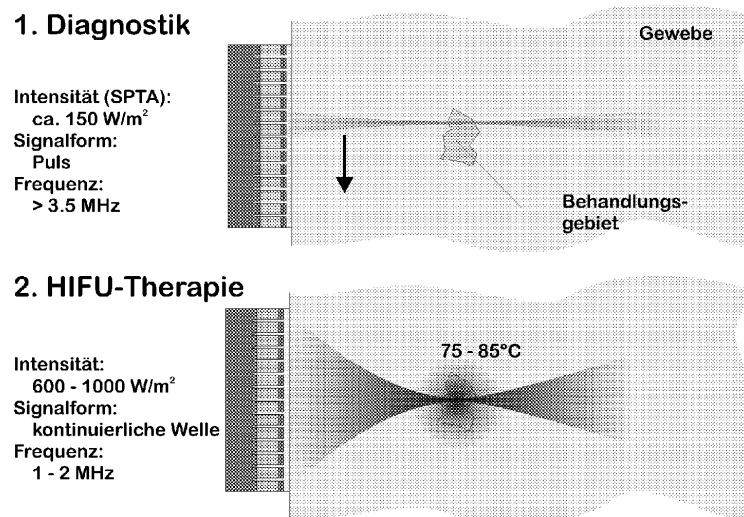 1. Diagnostik
Gewebe
Intensität (SPTA):
ca. 150 W/m²
Signalform:
Puls
Frequenz:
> 3.5 MHz
Behandlungs-
gebiet
2. HIFU-Therapie
75 - 85°C
Intensität:
600 - 1000 W/m²
Signalform:
kontinuierliche Welle
Frequenz:
1 - 2 MHz